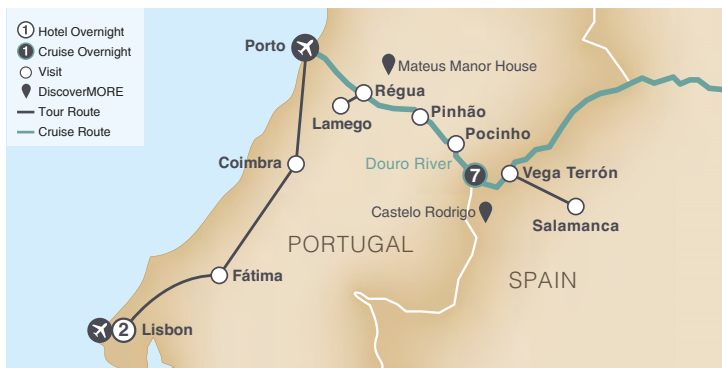 1 Hotel Overnight
1 Cruise Overnight
Visit
DiscoverMORE
Tour Route
Cruise Route
Porto
Mateus Manor House
Régua
Lamego
Pinhão
Pocinho
Coimbra
Douro River
7
Vega Terrón
Castelo Rodrigo
Salamanca
PORTUGAL
Fátima
SPAIN
2 Lisbon